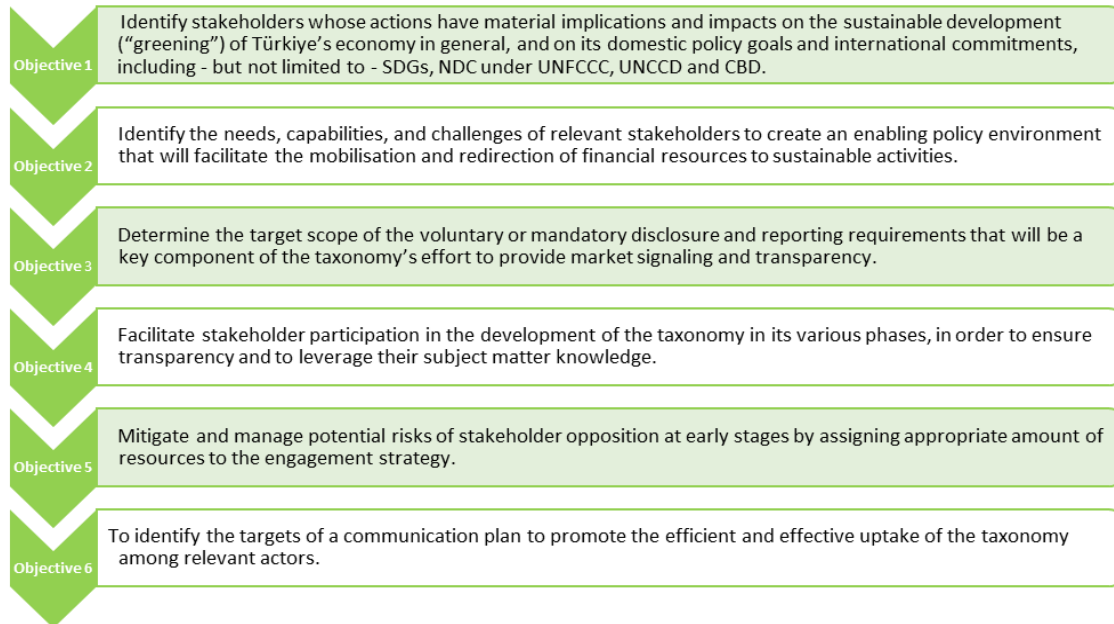 Objective 1
Identify stakeholders whose actions have material implications and impacts on the sustainable development
(“greening”) of Türkiye’s economy in general, and on its domestic policy goals and international commitments,
including - but not limited to - SDGs, NDC under UNFCCC, UNCCD and CBD.
Objective 2
Identify the needs, capabilities, and challenges of relevant stakeholders to create an enabling policy environment
that will facilitate the mobilisation and redirection of financial resources to sustainable activities.
Objective 3
Determine the target scope of the voluntary or mandatory disclosure and reporting requirements that will be a
key component of the taxonomy’s effort to provide market signaling and transparency.
Objective 4
Facilitate stakeholder participation in the development of the taxonomy in its various phases, in order to ensure
transparency and to leverage their subject matter knowledge.
Objective 5
Mitigate and manage potential risks of stakeholder opposition at early stages by assigning appropriate amount of
resources to the engagement strategy.
Objective 6
To identify the targets of a communication plan to promote the efficient and effective uptake of the taxonomy
among relevant actors.